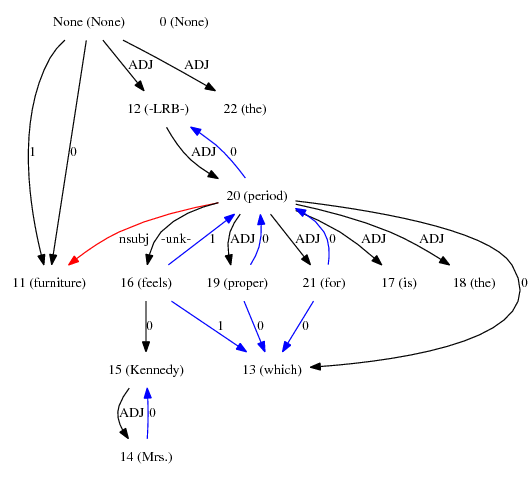 None (None) 0 (None)
ADJ ADJ
12 (-LRB-) 22 (the)
1 0 ADJ 0
20 (period)
nsubj -unk- 1 ADJ 0 ADJ 0 ADJ ADJ
11 (furniture) 16 (feels) 19 (proper) 21 (for) 17 (is) 18 (the) 0
0 1 0 0
15 (Kennedy) 13 (which)
ADJ 0
14 (Mrs.)